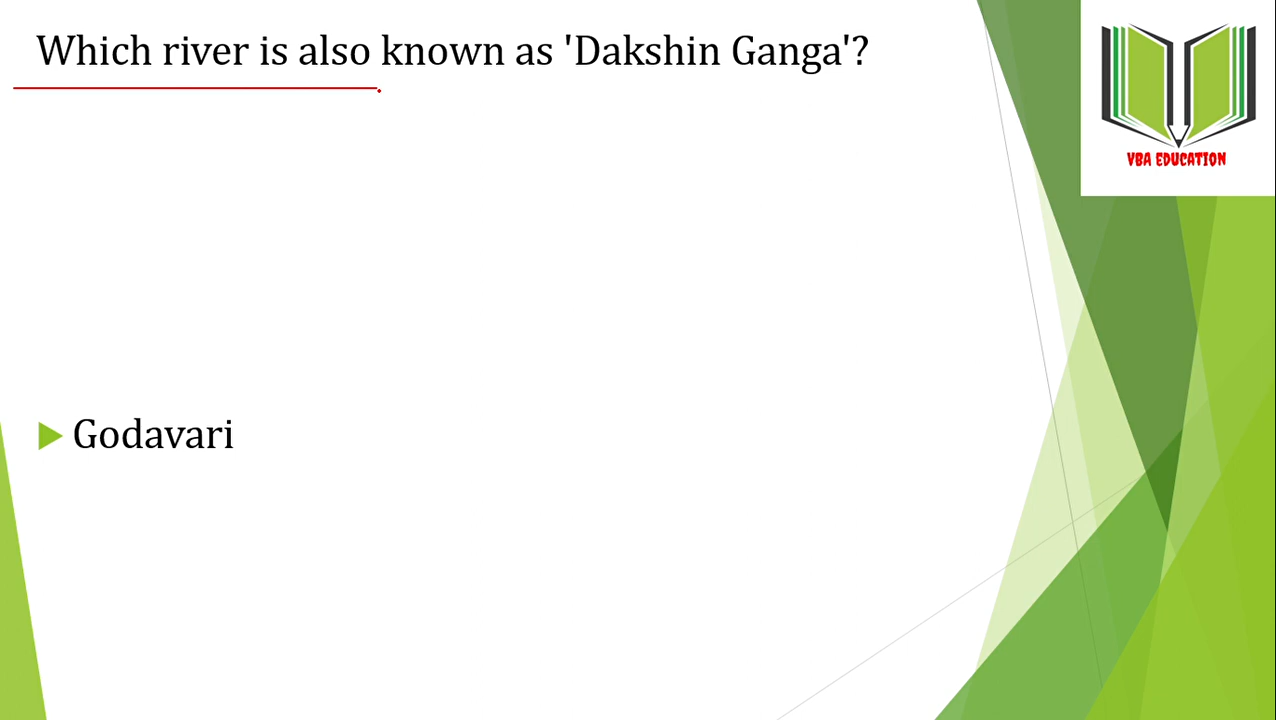 Which river is also known as 'Dakshin Ganga'?
VBA EDUCATION
Godavari